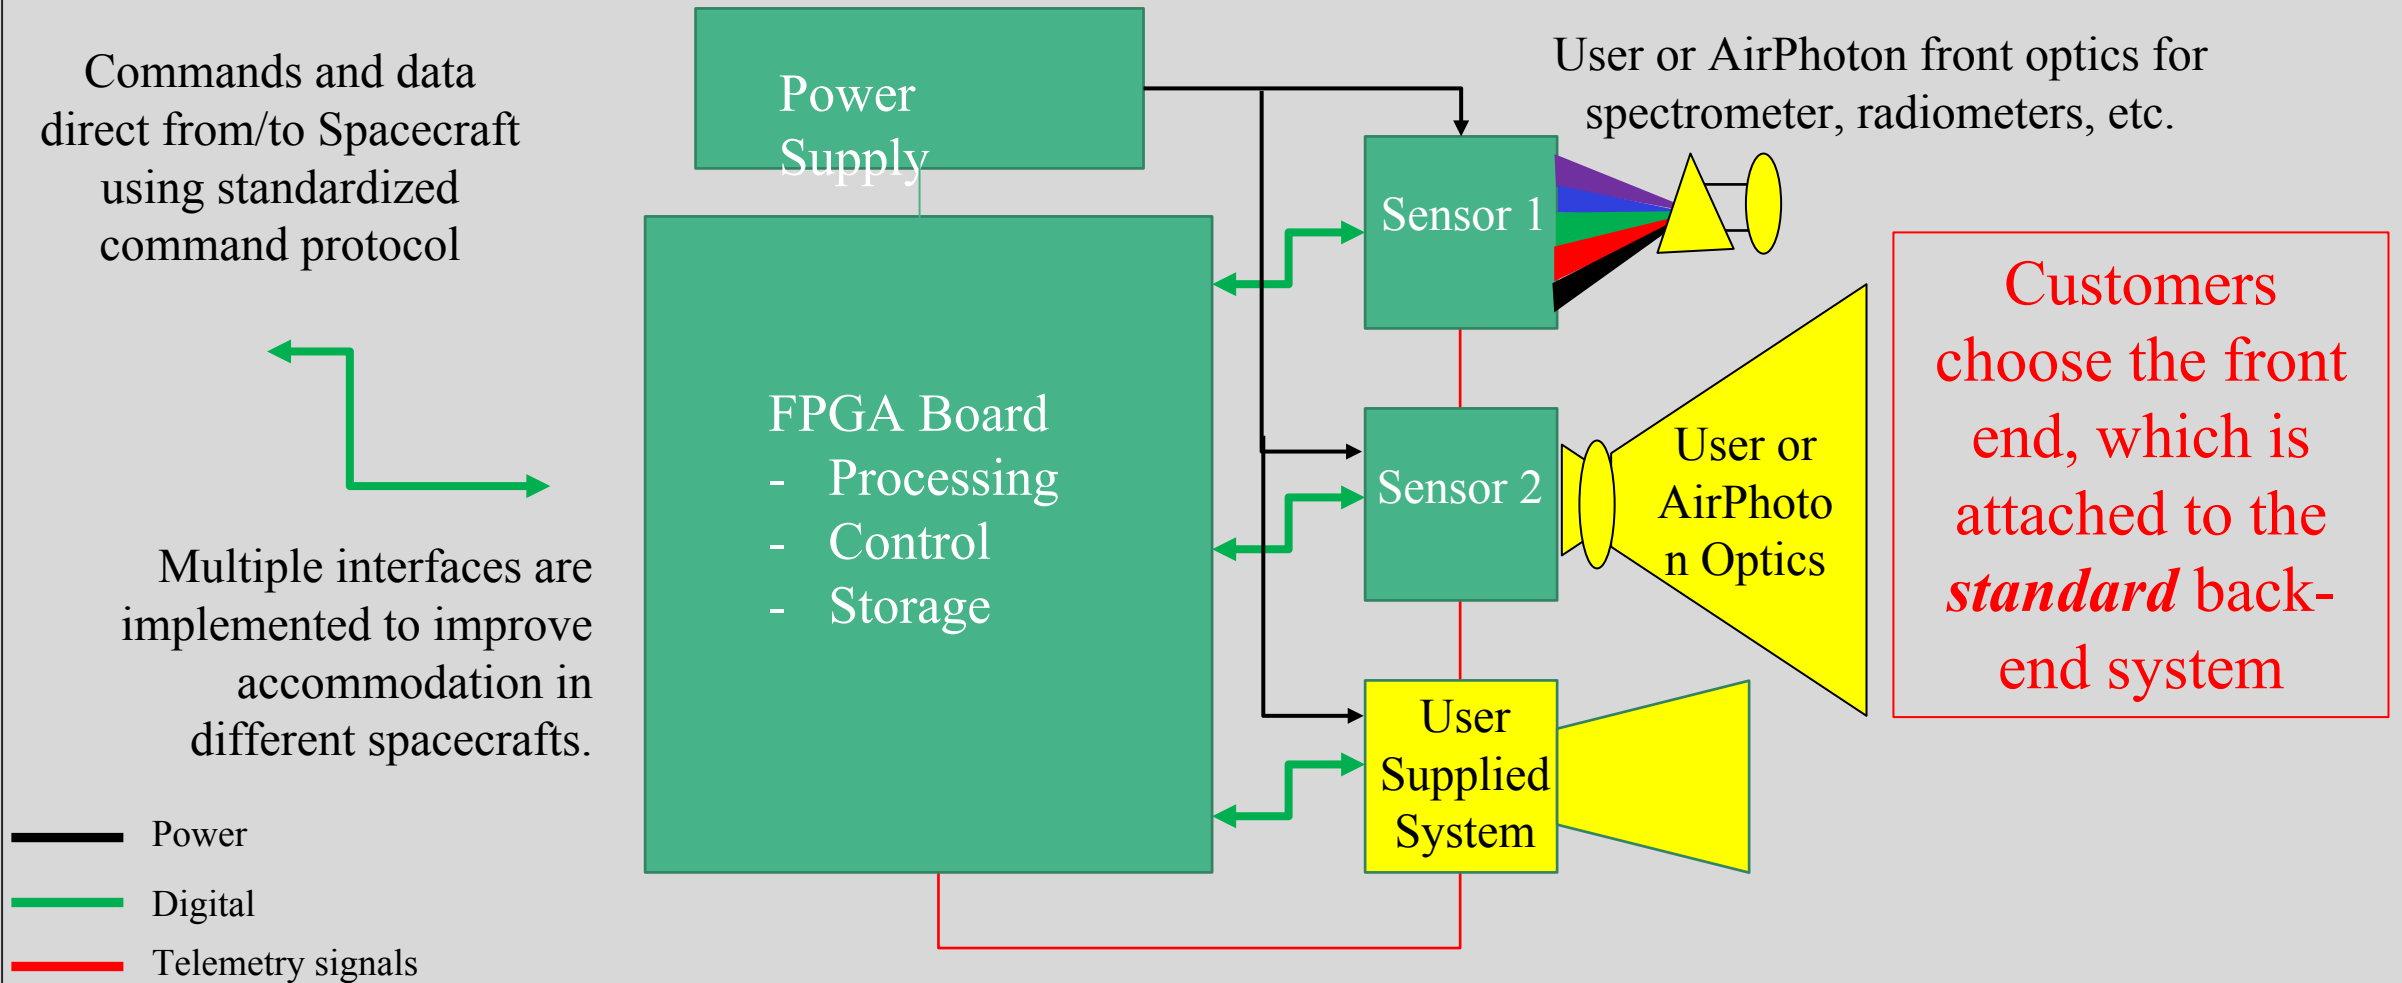 Commands and data
direct from/to Spacecraft
using standardized
command protocol
Multiple interfaces are
implemented to improve
accommodation in
different spacecrafts.
Power
Digital
Telemetry signals
Power
Supply
FPGA Board
- Processing
- Control
- Storage
User or AirPhoton front optics for
spectrometer, radiometers, etc.
Sensor 1
Sensor 2
User or
AirPhoto
n Optics
User
Supplied
System
Customers
choose the front
end, which is
attached to the
standard back-
end system